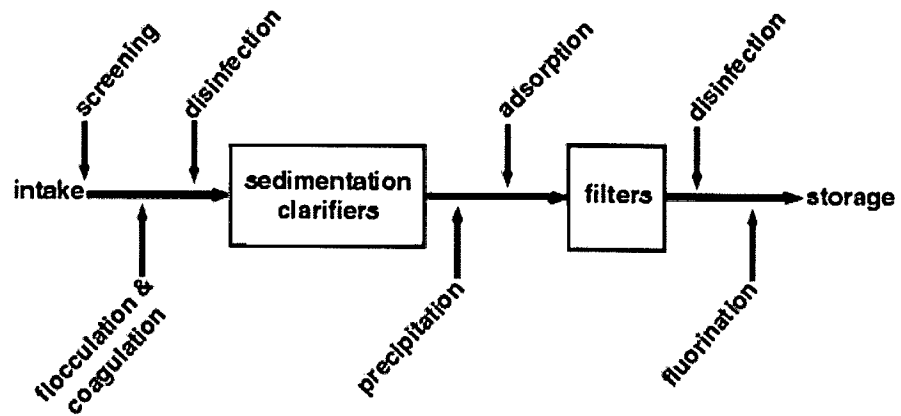 screening
disinfection
adsorption
disinfection
intake
sedimentation
clarifiers
filters
storage
flocculation &
coagulation
precipitation
fluorination